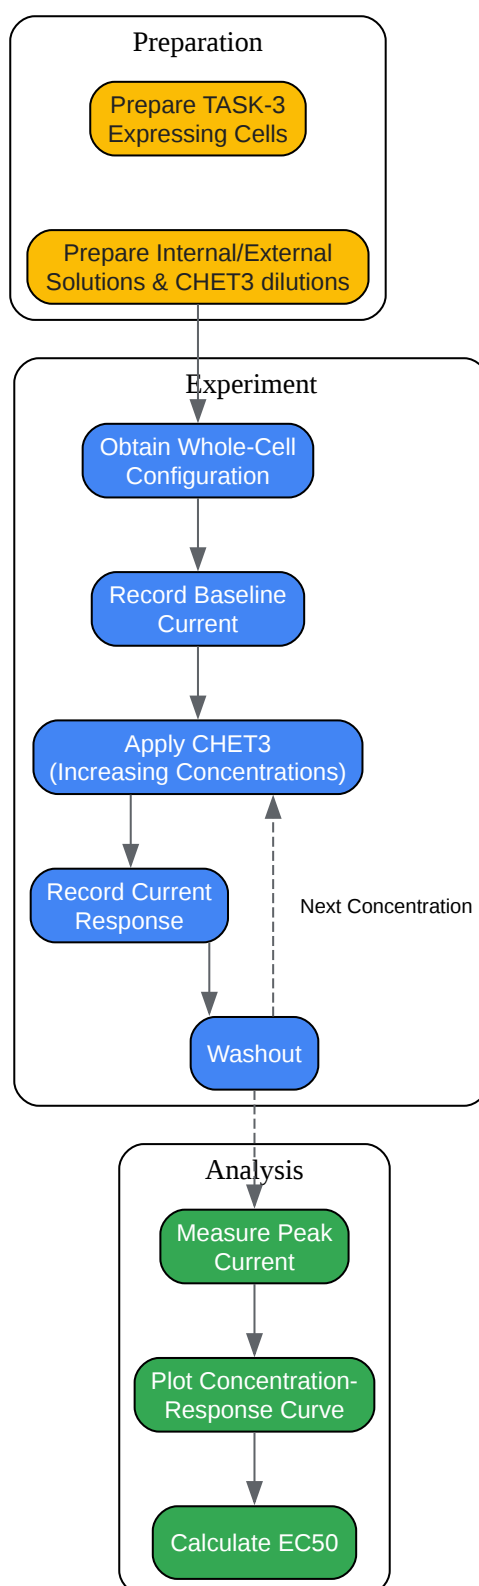 Preparation
Prepare TASK-3
Expressing Cells
Prepare Internal/External
Solutions & CHET3 dilutions
Experiment
Obtain Whole-Cell
Configuration
Record Baseline
Current
Apply CHET3
(Increasing Concentrations)
Record Current
Response
Next Concentration
Washout
Analysis
Measure Peak
Current
Plot Concentration-
Response Curve
Calculate EC50